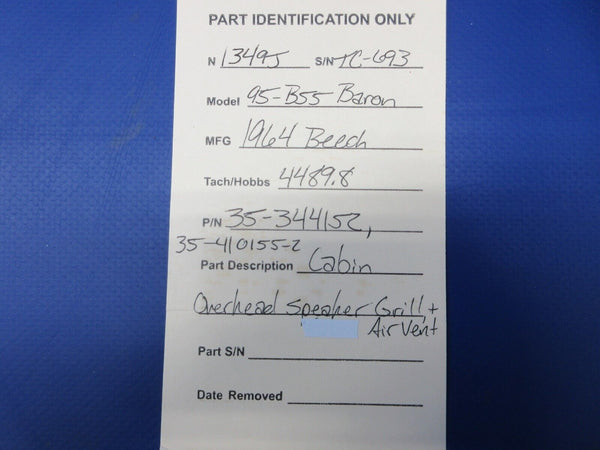 PART IDENTIFICATION ONLY
N 1349J S/N TC-693
Model 95-B55 Baron
MFG 1964 Beech
Tach/Hobbs 4489.8
P/N 35-344152,
35-410155-2
Part Description Cabin
Overhead Speaker Grill +
Air Vent
Part S/N
Date Removed